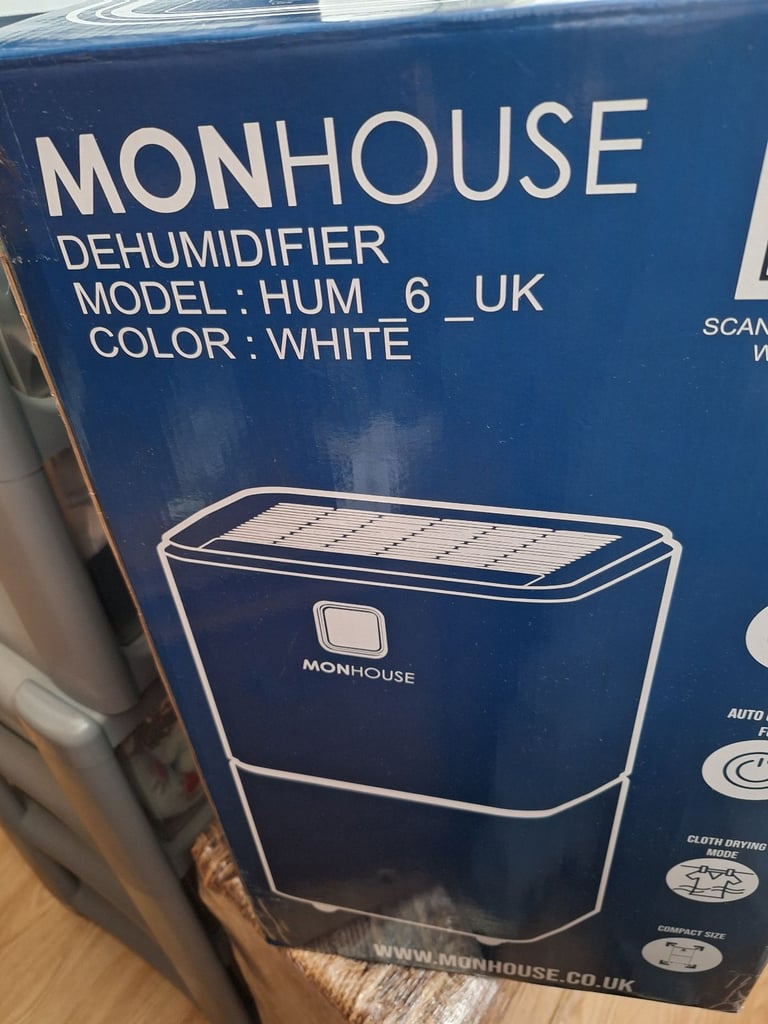 MONHOUSE
DEHUMIDIFIER
MODEL : HUM _6 _UK
COLOR : WHITE
SCAN
MONHOUSE
AUTO
CLOTH DRYING
MODE
COMPACT SIZE
WWW.MONHOUSE.CO.UK